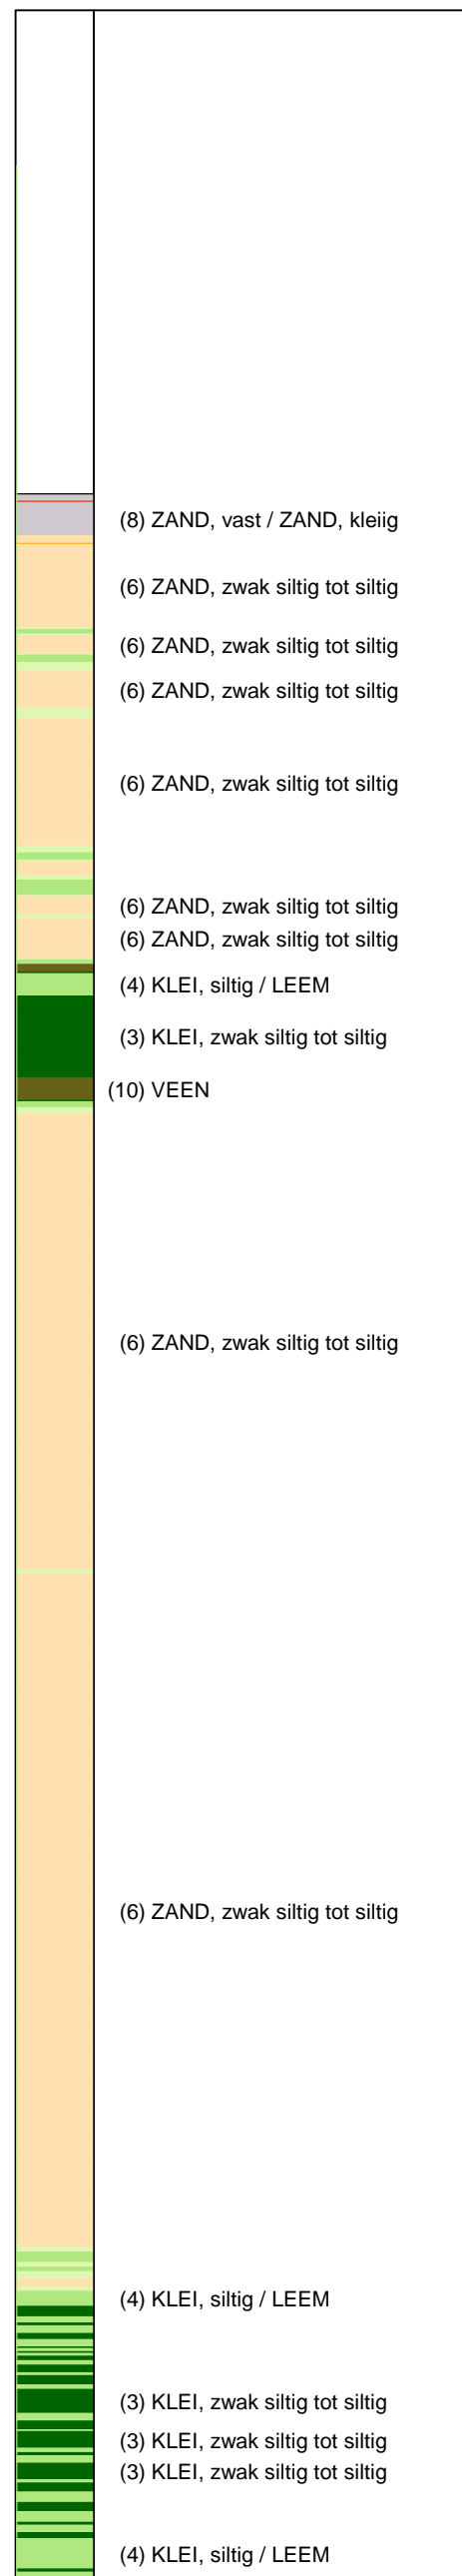 (8) ZAND, vast / ZAND, kleiig
(6) ZAND, zwak siltig tot siltig
(6) ZAND, zwak siltig tot siltig
(6) ZAND, zwak siltig tot siltig
(6) ZAND, zwak siltig tot siltig
(6) ZAND, zwak siltig tot siltig
(6) ZAND, zwak siltig tot siltig
(4) KLEI, siltig / LEEM
(3) KLEI, zwak siltig tot siltig
(10) VEEN
(6) ZAND, zwak siltig tot siltig
(6) ZAND, zwak siltig tot siltig
(4) KLEI, siltig / LEEM
(3) KLEI, zwak siltig tot siltig
(3) KLEI, zwak siltig tot siltig
(3) KLEI, zwak siltig tot siltig
(4) KLEI, siltig / LEEM